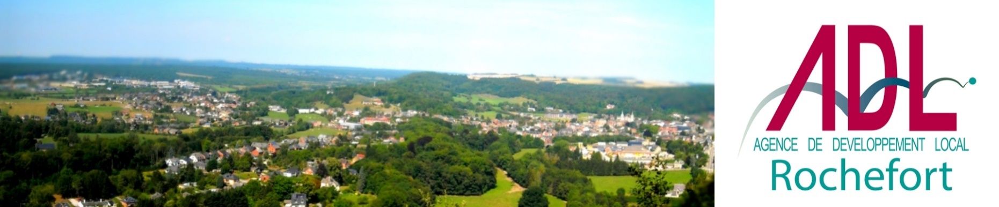 ADL
AGENCE DE DEVELOPPEMENT LOCAL
Rochefort